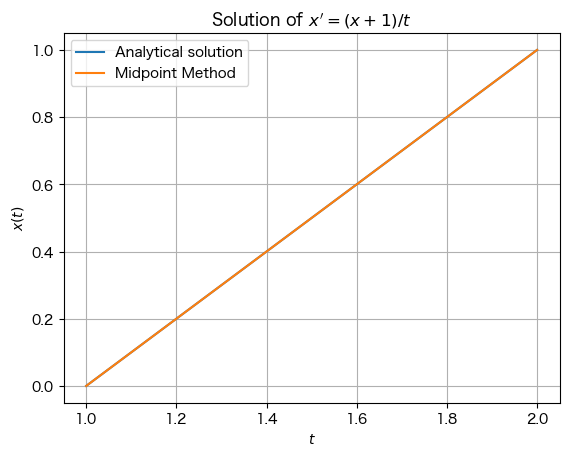 Solution of x′ = (x + 1)/t
Analytical solution
Midpoint Method
1.0
0.8
0.6
0.4
0.2
0.0
x(t)
1.0 1.2 1.4 1.6 1.8 2.0
t